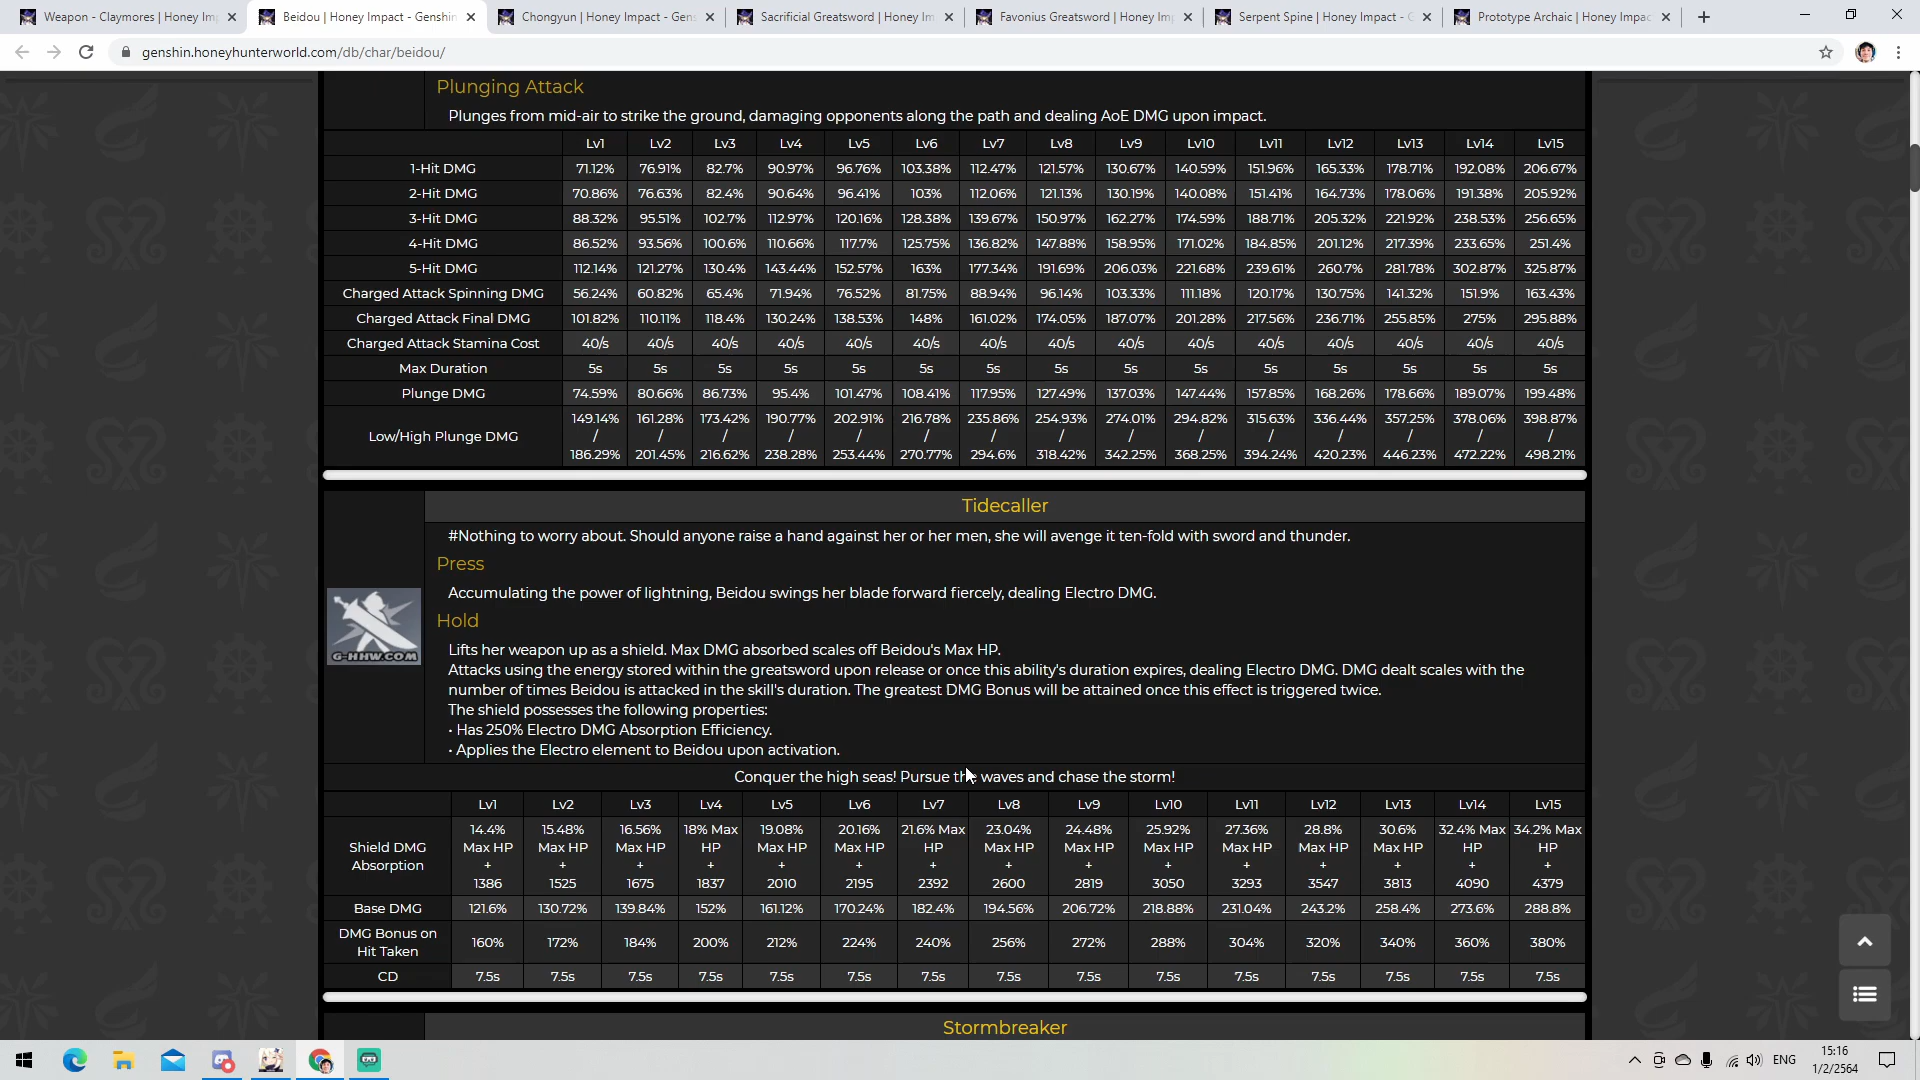 Weapon - Claymores | Honey Im
Beidou | Honey Impact - Genshin
Chongyun | Honey Impact - Gens
Sacrificial Greatsword | Honey Im
Favonius Greatsword | Honey Im
Serpent Spine | Honey Impact - G
Prototype Archaic | Honey Impac
genshin.honeyhunterworld.com/db/char/beidou/
Plunging Attack
Plunges from mid-air to strike the ground, damaging opponents along the path and dealing AoE DMG upon impact.
Lv1 Lv2 Lv3 Lv4 Lv5 Lv6 Lv7 Lv8 Lv9 Lv10 Lv11 Lv12 Lv13 Lv14 Lv15
1-Hit DMG 71.12% 76.91% 82.7% 90.97% 96.76% 103.38% 112.47% 121.57% 130.67% 140.59% 151.96% 165.33% 178.71% 192.08% 206.67%
2-Hit DMG 70.86% 76.63% 82.4% 90.64% 96.41% 103% 112.06% 121.13% 130.19% 140.08% 151.41% 164.73% 178.06% 191.38% 205.92%
3-Hit DMG 88.32% 95.51% 102.7% 112.97% 120.16% 128.38% 139.67% 150.97% 162.27% 174.59% 188.71% 205.32% 221.92% 238.53% 256.65%
4-Hit DMG 86.52% 93.56% 100.6% 110.66% 117.7% 125.75% 136.82% 147.88% 158.95% 171.02% 184.85% 201.12% 217.39% 233.65% 251.4%
5-Hit DMG 112.14% 121.27% 130.4% 143.44% 152.57% 163% 177.34% 191.69% 206.03% 221.68% 239.61% 260.7% 281.78% 302.87% 325.87%
Charged Attack Spinning DMG 56.24% 60.82% 65.4% 71.94% 76.52% 81.75% 88.94% 96.14% 103.33% 111.18% 120.17% 130.75% 141.32% 151.9% 163.43%
Charged Attack Final DMG 101.82% 110.11% 118.4% 130.24% 138.53% 148% 161.02% 174.05% 187.07% 201.28% 217.56% 236.71% 255.85% 275% 295.88%
Charged Attack Stamina Cost 40/s 40/s 40/s 40/s 40/s 40/s 40/s 40/s 40/s 40/s 40/s 40/s 40/s 40/s 40/s
Max Duration 5s 5s 5s 5s 5s 5s 5s 5s 5s 5s 5s 5s 5s 5s 5s
Plunge DMG 74.59% 80.66% 86.73% 95.4% 101.47% 108.41% 117.95% 127.49% 137.03% 147.44% 157.85% 168.26% 178.66% 189.07% 199.48%
149.14% 161.28% 173.42% 190.77% 202.91% 216.78% 235.86% 254.93% 274.01% 294.82% 315.63% 336.44% 357.25% 378.06% 398.87%
Low/High Plunge DMG / / / / / / / / / / / / / / /
186.29% 201.45% 216.62% 238.28% 253.44% 270.77% 294.6% 318.42% 342.25% 368.25% 394.24% 420.23% 446.23% 472.22% 498.21%
Tidecaller
#Nothing to worry about. Should anyone raise a hand against her or her men, she will avenge it ten-fold with sword and thunder.
Press
Accumulating the power of lightning, Beidou swings her blade forward fiercely, dealing Electro DMG.
Hold
Lifts her weapon up as a shield. Max DMG absorbed scales off Beidou's Max HP.
Attacks using the energy stored within the greatsword upon release or once this ability's duration expires, dealing Electro DMG. DMG dealt scales with the
number of times Beidou is attacked in the skill's duration. The greatest DMG Bonus will be attained once this effect is triggered twice.
The shield possesses the following properties:
• Has 250% Electro DMG Absorption Efficiency.
• Applies the Electro element to Beidou upon activation.
G-HHW.COM
Conquer the high seas! Pursue the waves and chase the storm!
Lv1 Lv2 Lv3 Lv4 Lv5 Lv6 Lv7 Lv8 Lv9 Lv10 Lv11 Lv12 Lv13 Lv14 Lv15
14.4% 15.48% 16.56% 18% Max 19.08% 20.16% 21.6% Max 23.04% 24.48% 25.92% 27.36% 28.8% 30.6% 32.4% Max 34.2% Max
Shield DMG Max HP Max HP Max HP HP Max HP Max HP HP Max HP Max HP Max HP Max HP Max HP Max HP HP HP
Absorption + + + + + + + + + + + + + + +
1386 1525 1675 1837 2010 2195 2392 2600 2819 3050 3293 3547 3813 4090 4379
Base DMG 121.6% 130.72% 139.84% 152% 161.12% 170.24% 182.4% 194.56% 206.72% 218.88% 231.04% 243.2% 258.4% 273.6% 288.8%
DMG Bonus on
Hit Taken 160% 172% 184% 200% 212% 224% 240% 256% 272% 288% 304% 320% 340% 360% 380%
CD 7.5s 7.5s 7.5s 7.5s 7.5s 7.5s 7.5s 7.5s 7.5s 7.5s 7.5s 7.5s 7.5s 7.5s 7.5s
Stormbreaker
ENG
15:16
1/2/2564